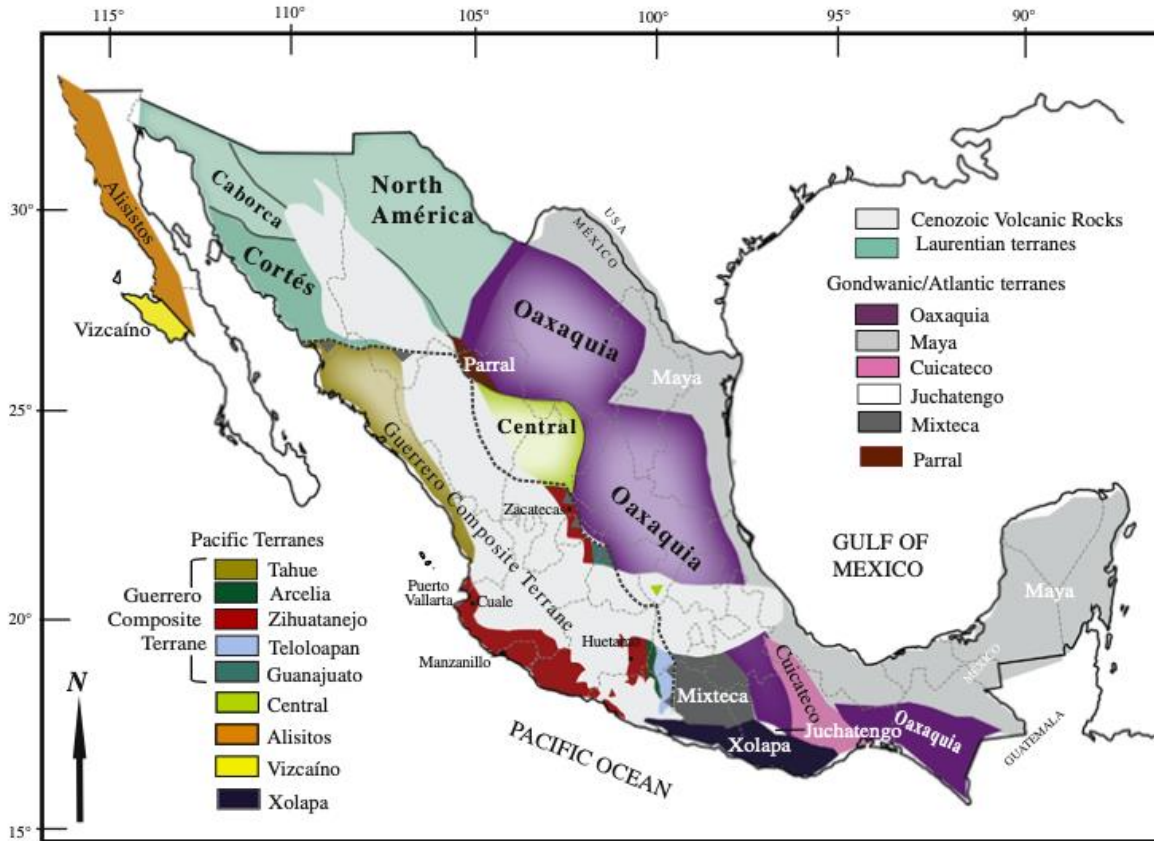 115°
110°
105°
100°
95°
90°
30°
25°
20°
15°
Alisistos
Vizcaíno
Caborca
Cortés
North
América
USA
MÉXICO
Oaxaquia
Maya
Parral
Central
Guerrero Composite Terrane
Zacatecas
Oaxaquia
Puerto
Vallarta
Cuale
Manzanillo
Huetamo
Mixteca
Cuicateco
Juchatengo
Xolapa
Oaxaquia
MÉXICO
GUATEMALA
Maya
GULF OF
MEXICO
PACIFIC OCEAN
N
Cenozoic Volcanic Rocks
Laurentian terranes
Gondwanic/Atlantic terranes
Oaxaquia
Maya
Cuicateco
Juchatengo
Mixteca
Parral
Pacific Terranes
Guerrero
Composite
Terrane
Tahue
Arcelia
Zihuatanejo
Teloloapan
Guanajuato
Central
Alisitos
Vizcaíno
Xolapa